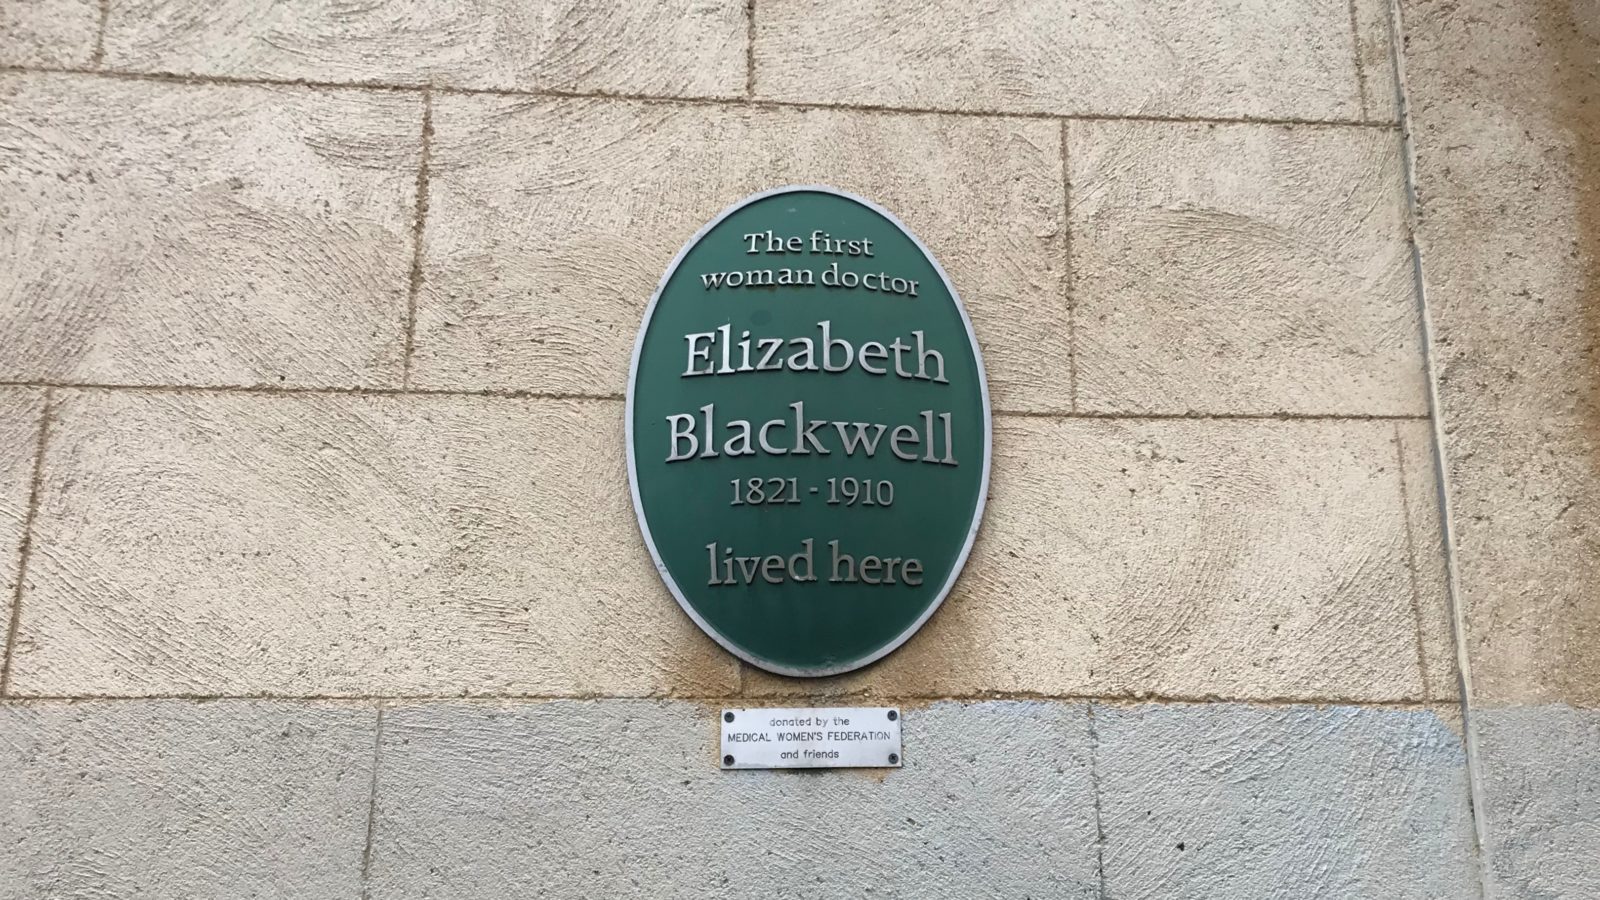 The first
woman doctor
Elizabeth
Blackwell
1821 - 1910
lived here
donated by the
MEDICAL WOMEN'S FEDERATION
and friends